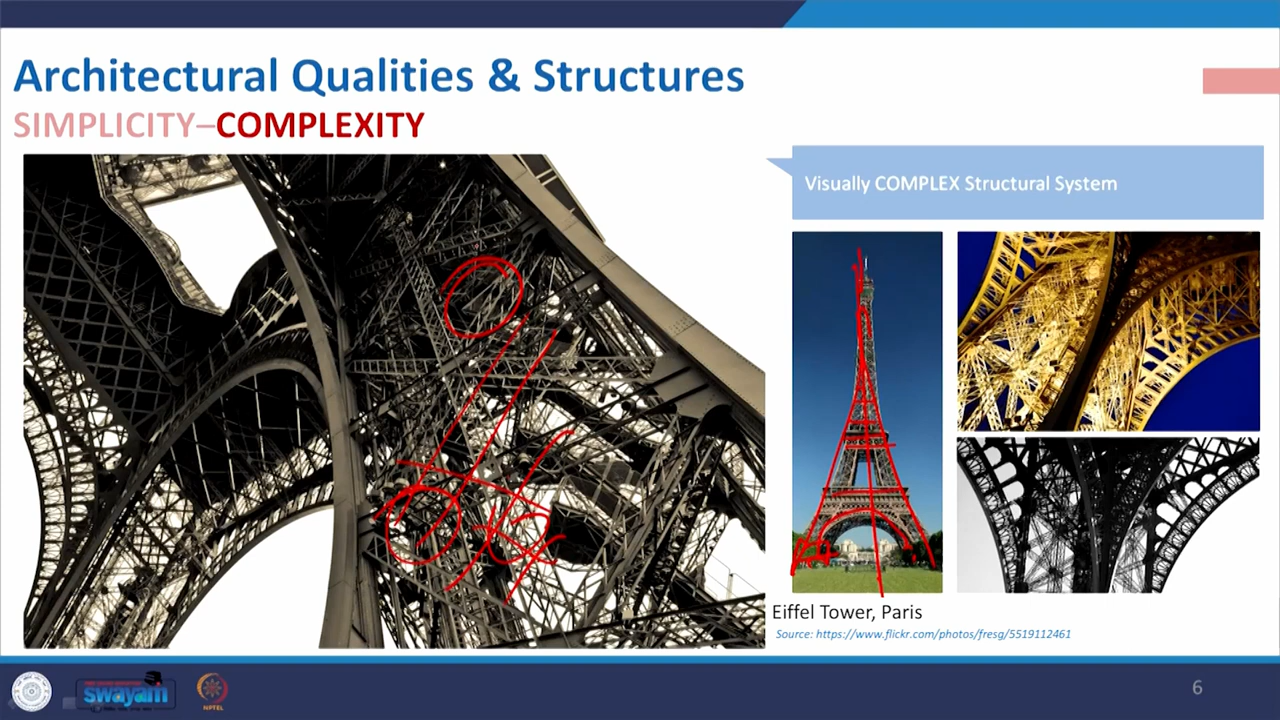 Architectural Qualities & Structures
SIMPLICITY–COMPLEXITY
Visually COMPLEX Structural System
Eiffel Tower, Paris
Source: https://www.flickr.com/photos/fresg/5519112461
swayam
NPTEL
6